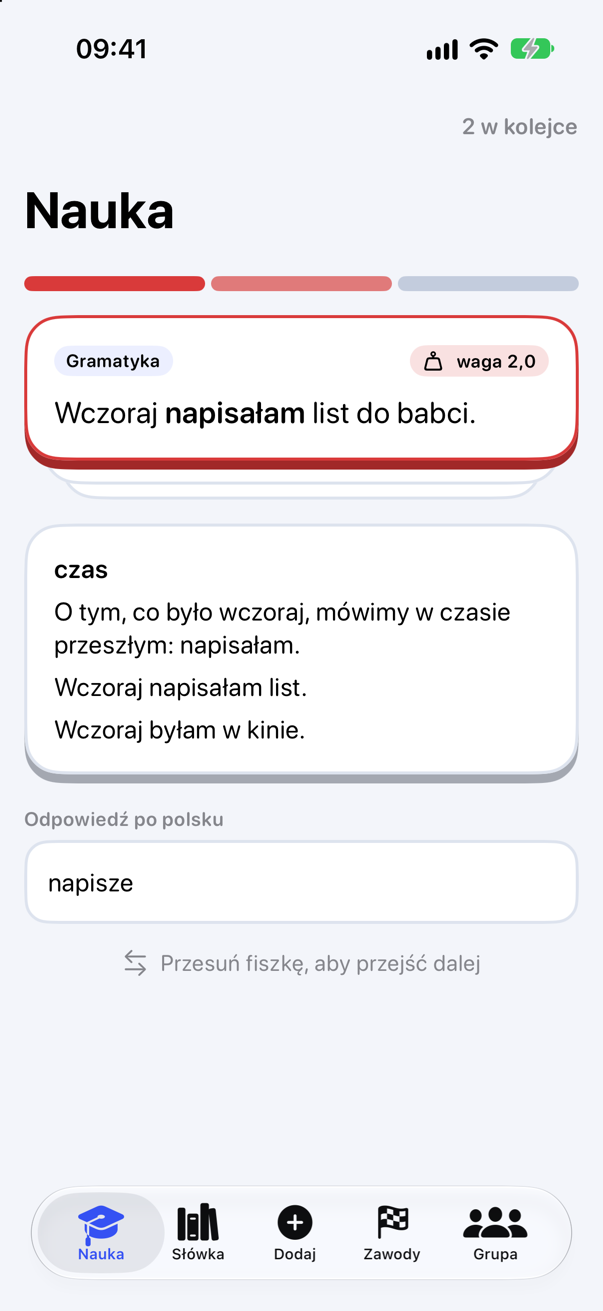 09:41
2 w kolejce
Nauka
Gramatyka
waga 2,0
Wczoraj napisałam list do babci.
czas
O tym, co było wczoraj, mówimy w czasie
przeszłym: napisałam.
Wczoraj napisałam list.
Wczoraj byłam w kinie.
Odpowiedź po polsku
napisze
Przesuń fiszkę, aby przejść dalej
Nauka
Słówka
Dodaj
Zawody
Grupa